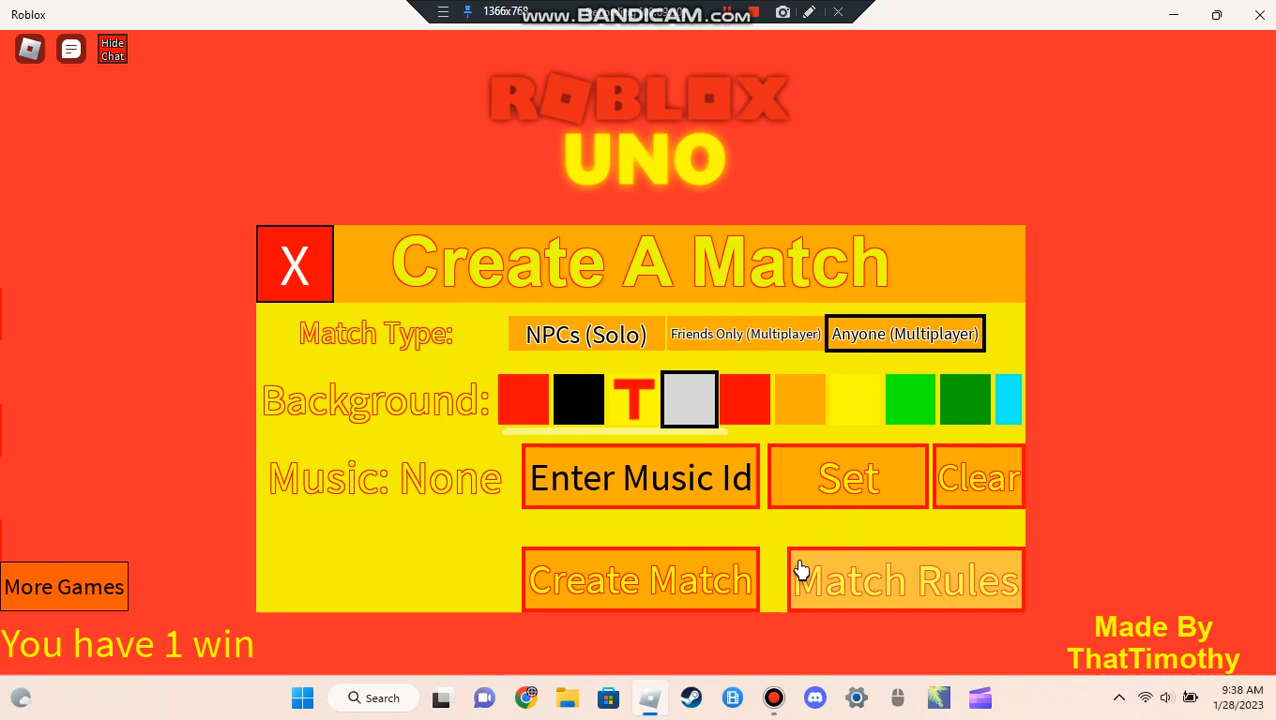 Roblox
1366x768
www.BANDICAM.com
Hide
Chat
ROBLOX
UNO
X
Create A Match
Match Type:
NPCs (Solo)
Friends Only (Multiplayer)
Anyone (Multiplayer)
Background:
T
Music: None
Enter Music Id
Set
Clear
Create Match
Match Rules
More Games
You have 1 win
Made By
ThatTimothy
Search
9:38 AM
1/28/2023